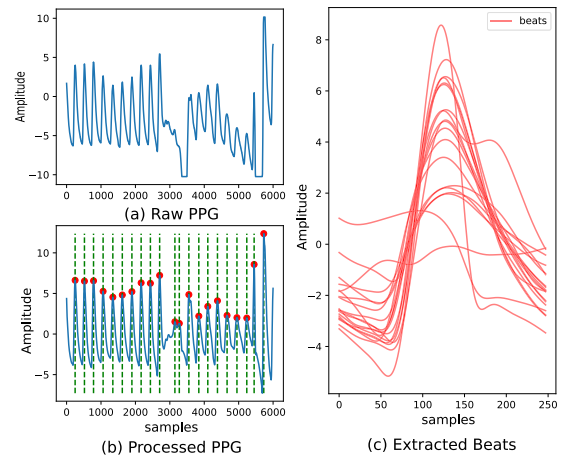 10
5
0
−5
−10
Amplitude
0 1000 2000 3000 4000 5000 6000
(a) Raw PPG
samples
10
5
0
−5
Amplitude
0 1000 2000 3000 4000 5000 6000
samples
(b) Processed PPG
beats
8
6
4
2
0
−2
−4
Amplitude
0 50 100 150 200 250
samples
(c) Extracted Beats